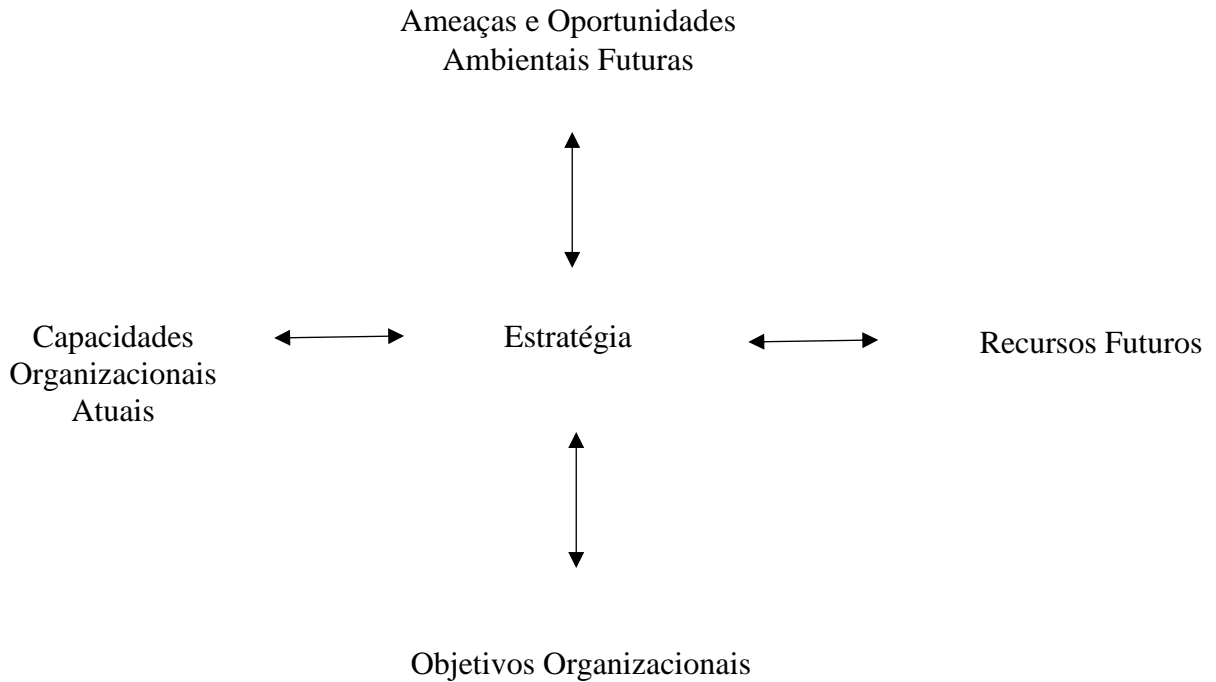 Ameaças e Oportunidades
Ambientais Futuras
Capacidades
Organizacionais
Atuais
Estratégia
Recursos Futuros
Objetivos Organizacionais